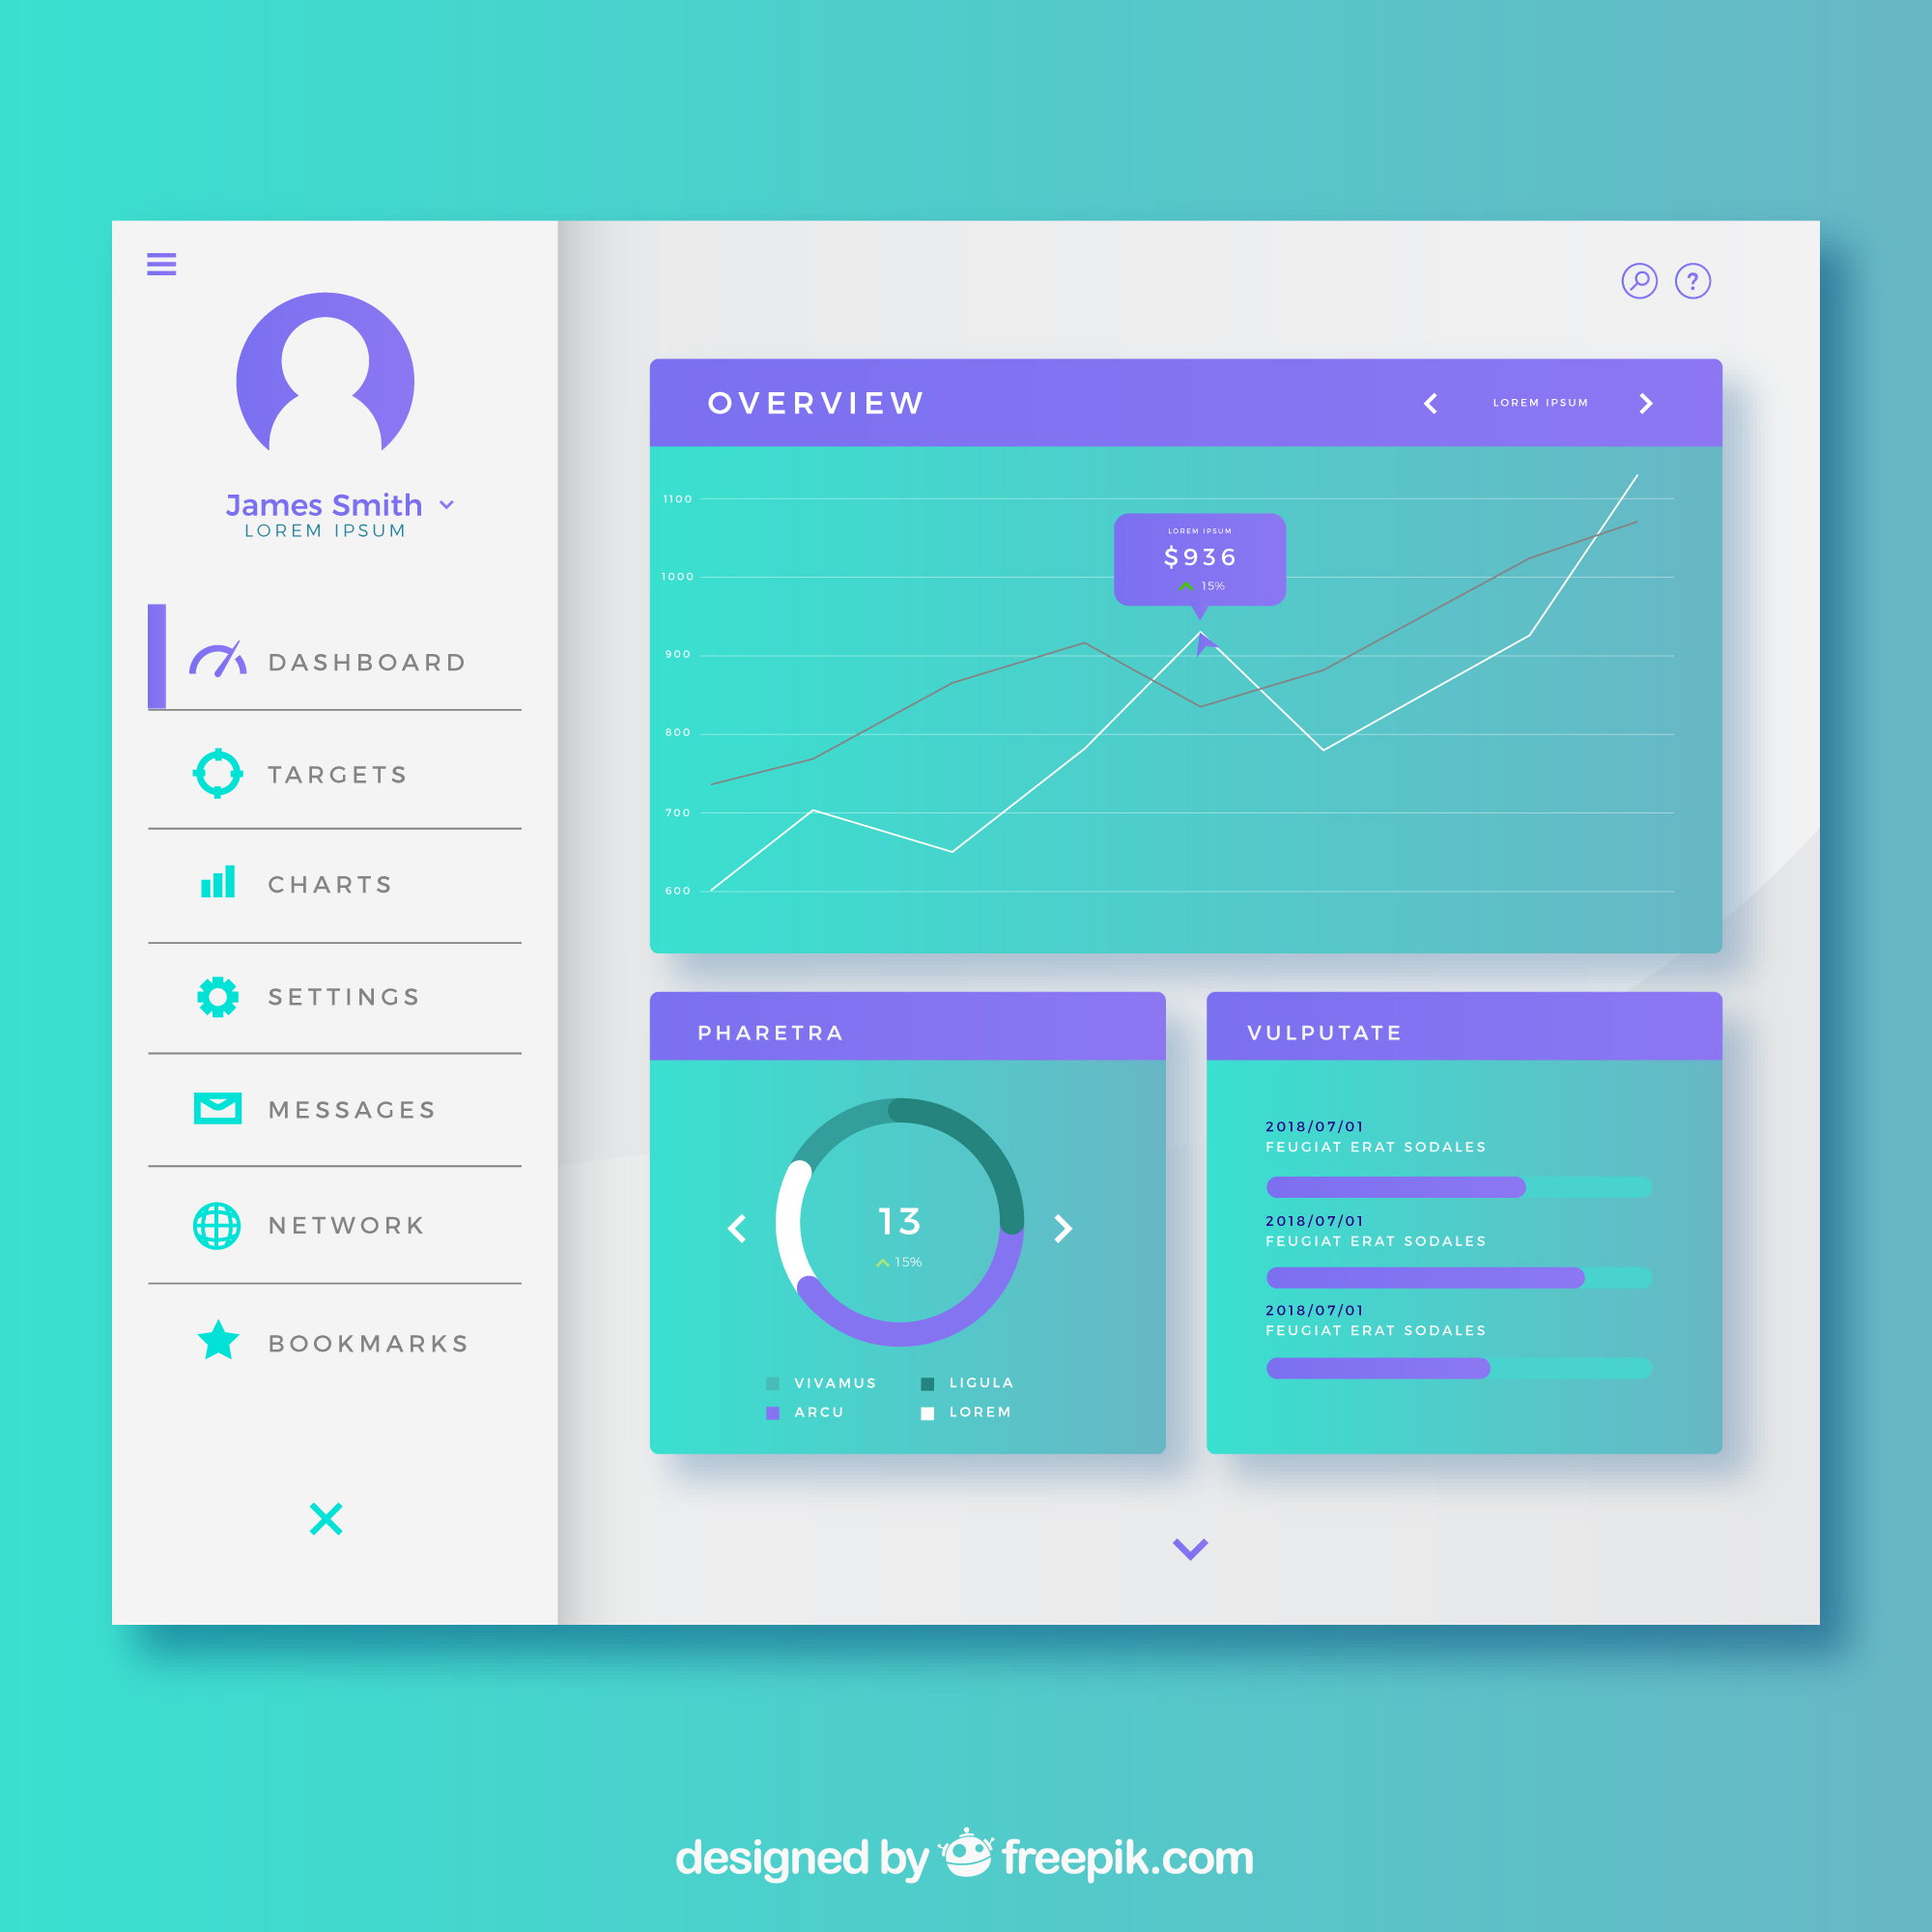 James Smith
LOREM IPSUM
DASHBOARD
TARGETS
CHARTS
SETTINGS
MESSAGES
NETWORK
BOOKMARKS
?
OVERVIEW
LOREM IPSUM
1100
1000
900
800
700
600
LOREM IPSUM
$936
15%
PHARETRA
13
15%
VIVAMUS
LIGULA
ARCU
LOREM
VULPUTATE
2018/07/01
FEUGIAT ERAT SODALES
2018/07/01
FEUGIAT ERAT SODALES
2018/07/01
FEUGIAT ERAT SODALES
designed by freepik.com